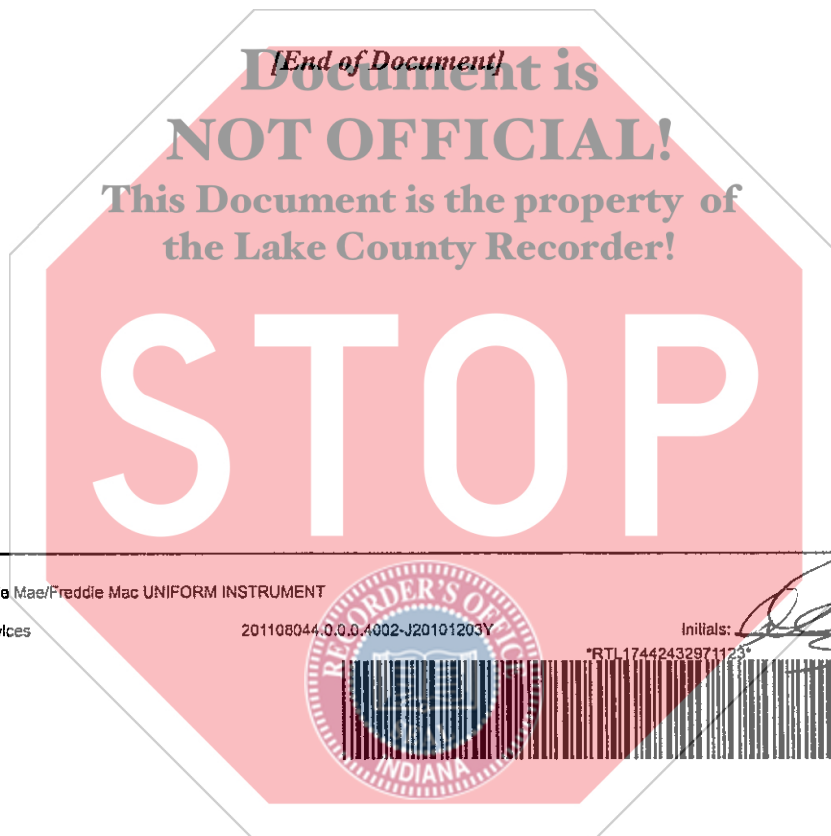 [End of Document]
Document is
NOT OFFICIAL!
This Document is the property of
the Lake County Recorder!
STOP
Mae/Freddie Mac UNIFORM INSTRUMENT
201108044.0.0.0.4002-J20101203Y
Initials:
*RTL17442432971123*
RECORDER'S OFFICE
SEAL
INDIANA